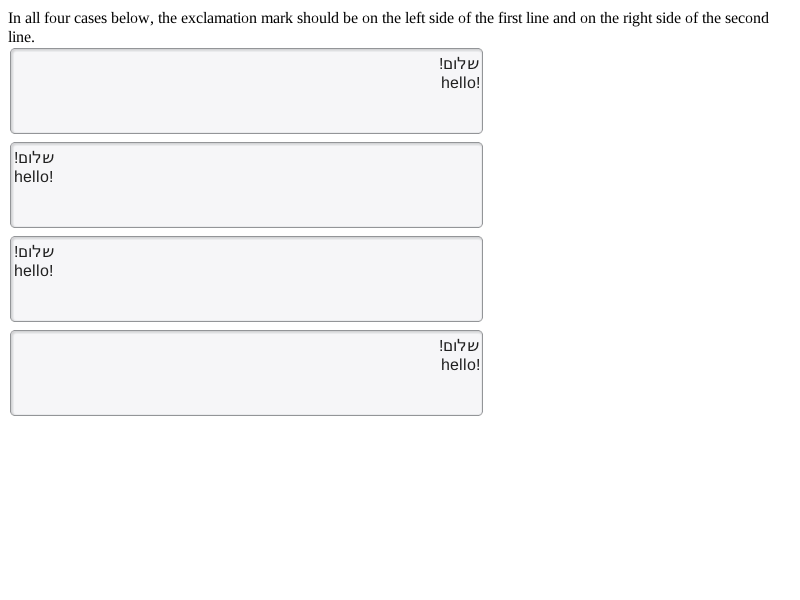 In all four cases below, the exclamation mark should be on the left side of the first line and on the right side of the second
line.
שלום!
hello!
שלום!
hello!
שלום!
hello!
שלום!
hello!